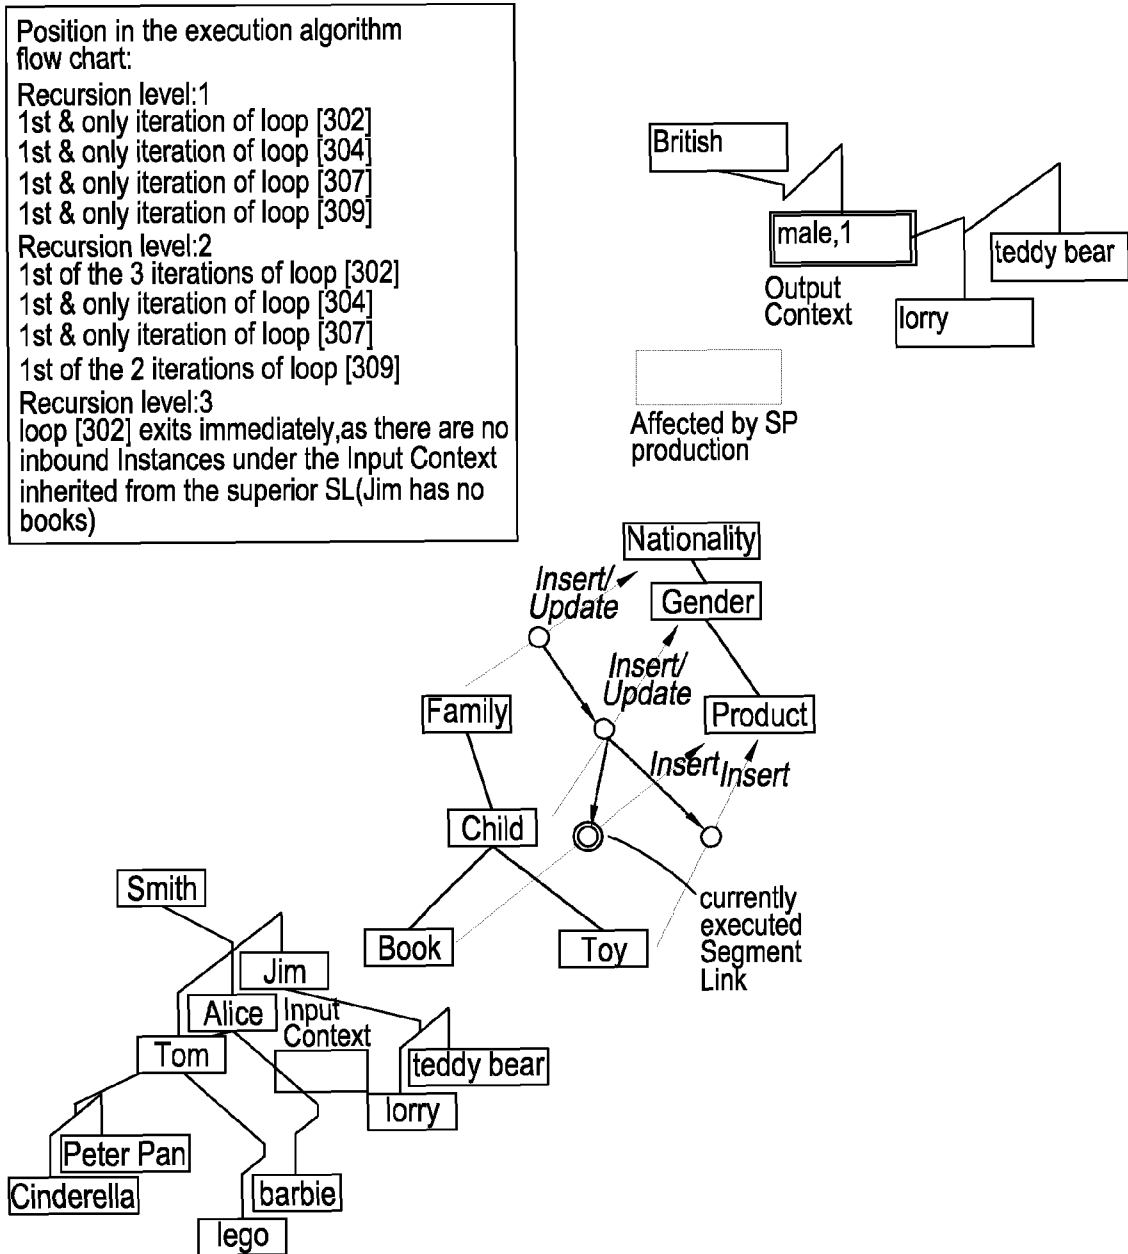 Position in the execution algorithm
flow chart:
Recursion level:1
1st & only iteration of loop [302]
1st & only iteration of loop [304]
1st & only iteration of loop [307]
1st & only iteration of loop [309]
Recursion level:2
1st of the 3 iterations of loop [302]
1st & only iteration of loop [304]
1st & only iteration of loop [307]
1st of the 2 iterations of loop [309]
Recursion level:3
loop [302] exits immediately,as there are no
inbound Instances under the Input Context
inherited from the superior SL(Jim has no
books)
British
male,1
teddy bear
Output
Context
lorry
Affected by SP
production
Nationality
Insert/
Update
Gender
Insert/
Update
Family
Product
Insert
Insert
Child
currently
executed
Segment
Link
Book
Toy
Smith
Jim
Alice
Input
Context
Tom
teddy bear
lorry
Peter Pan
Cinderella
barbie
lego